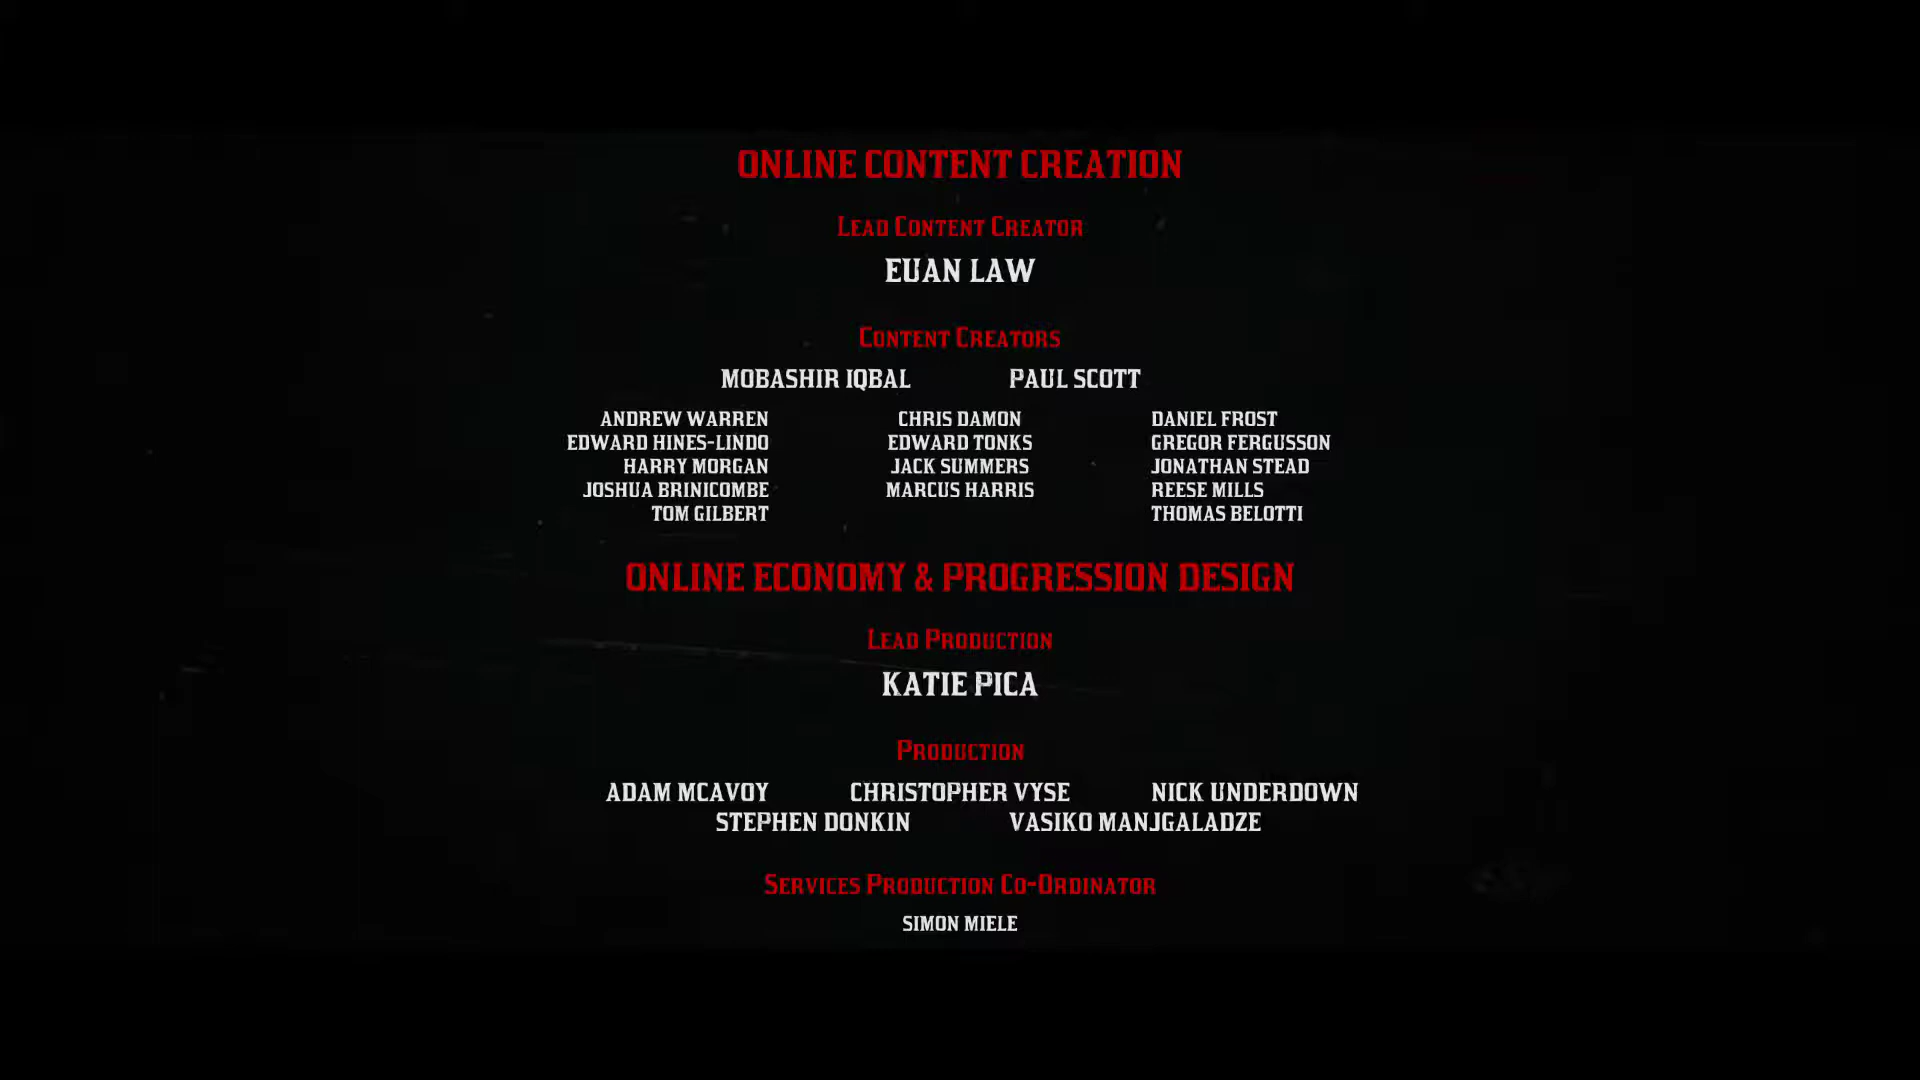 ONLINE CONTENT CREATION
LEAD CONTENT CREATOR
EUAN LAW
CONTENT CREATORS
MOBASHIR IQBAL PAUL SCOTT
ANDREW WARREN CHRIS DAMON DANIEL FROST
EDWARD HINES-LINDO EDWARD TONKS GREGOR FERGUSSON
HARRY MORGAN JACK SUMMERS JONATHAN STEAD
JOSHUA BRINICOMBE MARCUS HARRIS REESE MILLS
TOM GILBERT THOMAS BELOTTI
ONLINE ECONOMY & PROGRESSION DESIGN
LEAD PRODUCTION
KATIE PICA
PRODUCTION
ADAM MCAVOY CHRISTOPHER VYSE NICK UNDERDOWN
STEPHEN DONKIN VASIKO MANJGALADZE
SERVICES PRODUCTION CO-ORDINATOR
SIMON MIELE